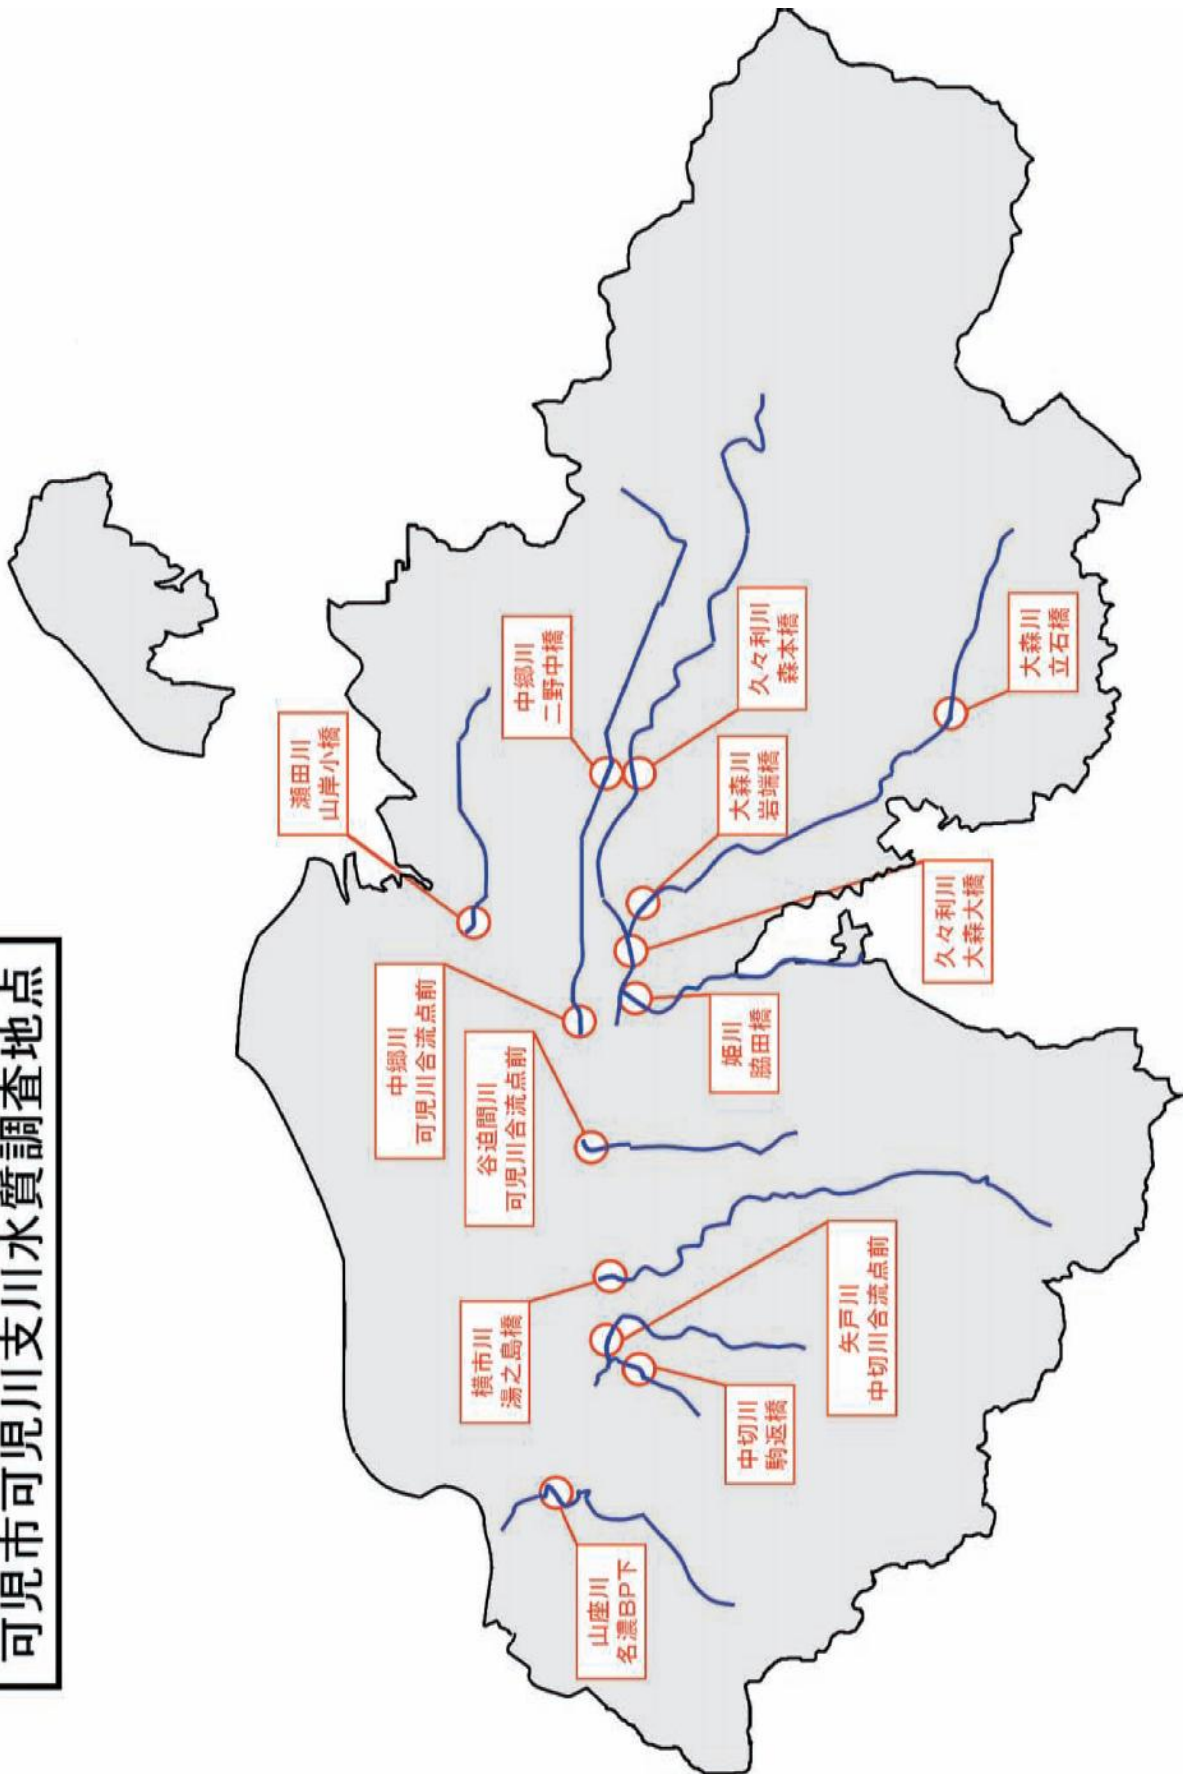 可児市可児川支川水質調査地点
山座川
名濃BP下
横市川
湯之島橋
中切川
駒返橋
矢戸川
中切川合流点前
谷迫間川
可児川合流点前
中郷川
可児川合流点前
姫川
脇田橋
瀬田川
山岸小橋
久々利川
大森大橋
大森川
岩端橋
中郷川
二野中橋
久々利川
森本橋
大森川
立石橋